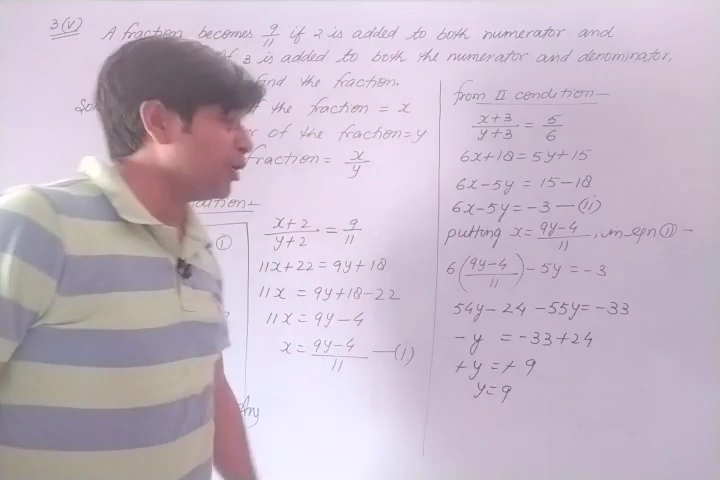 3(v) A fraction becomes 9/11 if 2 is added to both numerator and
if 3 is added to both the numerator and denominator,
find the fraction.
of the fraction = x
of the fraction = y
fraction = x/y
(i)
x+2/y+2 = 9/11
11x+22 = 9y+18
11x = 9y+18-22
11x = 9y-4
x = 9y-4/11 —(i)
Ans
from II condition—
x+3/y+3 = 5/6
6x+18 = 5y+15
6x-5y = 15-18
6x-5y = -3 —(ii)
putting x = 9y-4/11, in eqn (ii) -
6(9y-4/11) - 5y = -3
54y - 24 - 55y = -33
-y = -33+24
+y = +9
y = 9